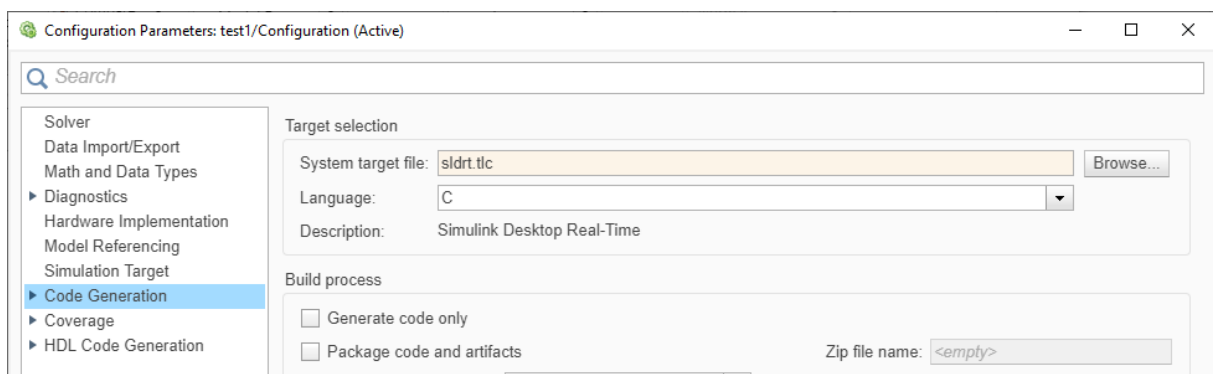 Configuration Parameters: test1/Configuration (Active)
Search
Solver
Data Import/Export
Math and Data Types
Diagnostics
Hardware Implementation
Model Referencing
Simulation Target
Code Generation
Coverage
HDL Code Generation
Target selection
System target file: sldrt.tlc Browse...
Language: C
Description: Simulink Desktop Real-Time
Build process
Generate code only
Package code and artifacts Zip file name: <empty>